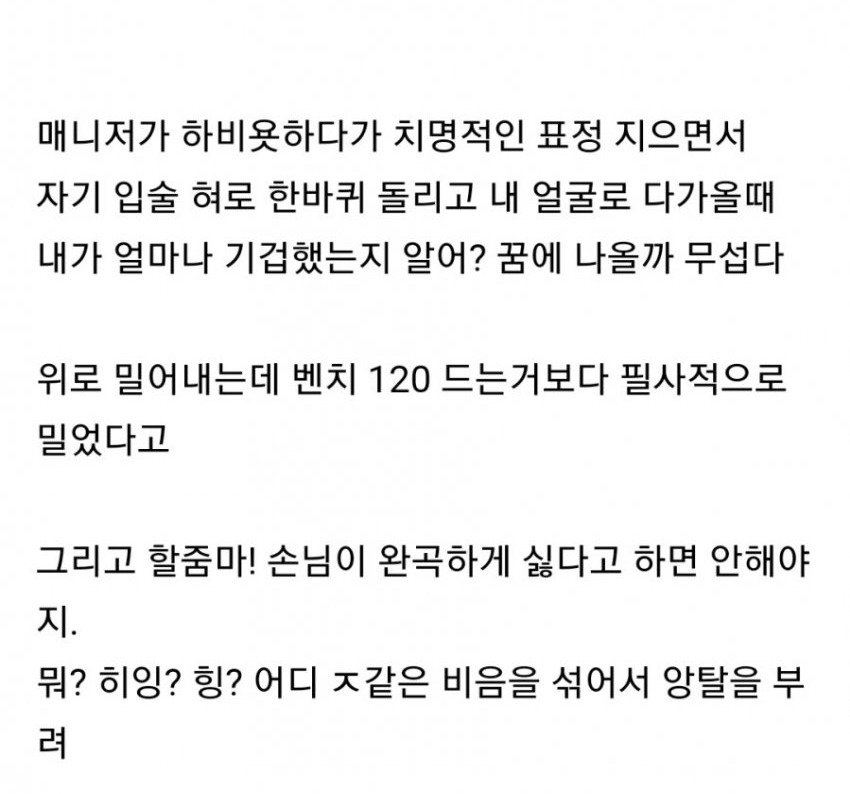 매니저가 하비욧하다가 치명적인 표정 지으면서
자기 입술 혀로 한바퀴 돌리고 내 얼굴로 다가올때
내가 얼마나 기겁했는지 알어? 꿈에 나올까 무섭다
위로 밀어내는데 벤치 120 드는거보다 필사적으로
밀었다고
그리고 할줌마! 손님이 완곡하게 싫다고 하면 안해야
지.
뭐? 히잉? 힝? 어디 ㅈ같은 비음을 섞어서 앙탈을 부
려